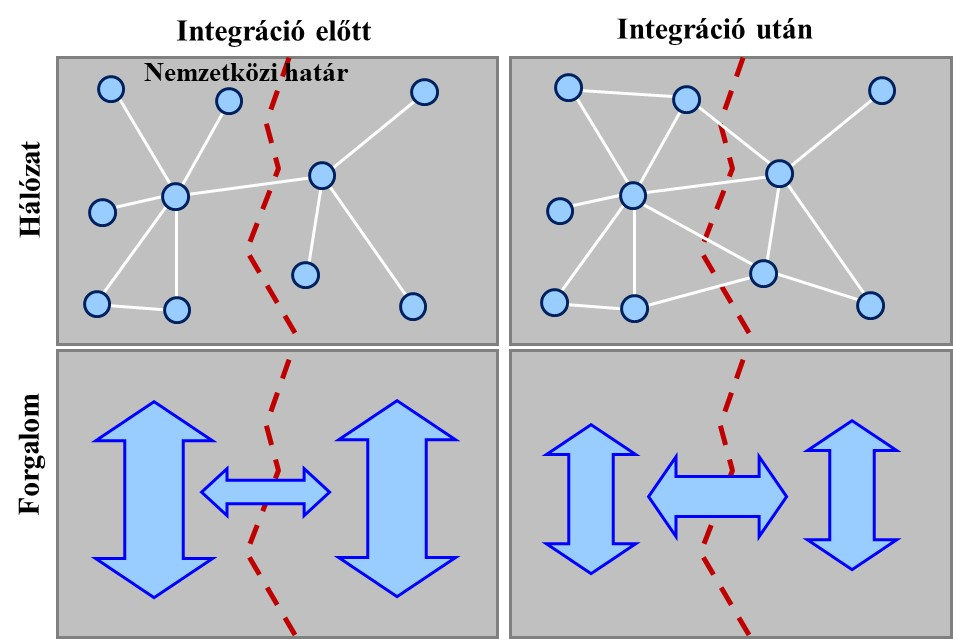 Integráció előtt
Integráció után
Nemzetközi határ
Hálózat
Forgalom